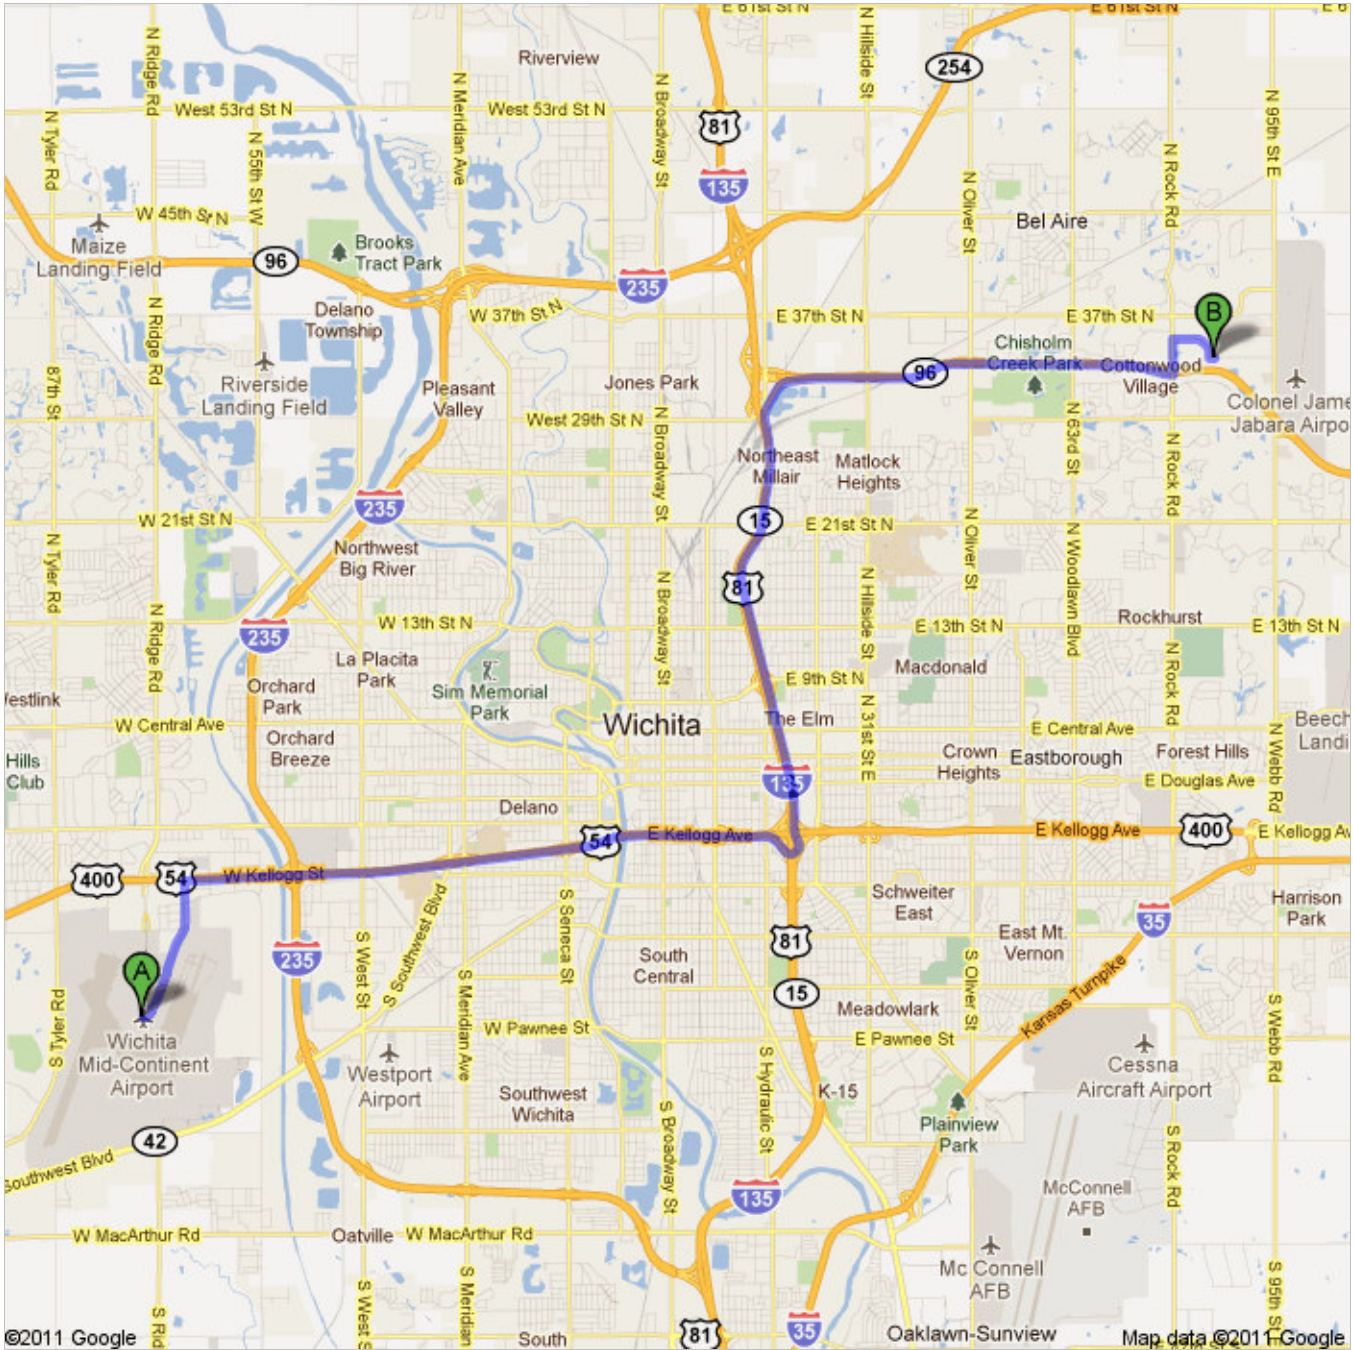 E 61st St N
E 61st St N
E 6
N Ridge Rd
Riverview
N Hillside St
254
N Meridian Ave
N Broadway St
West 53rd St N
West 53rd St N
N 95th St E
N Tyler Rd
N 55th St W
81
135
N Rock Rd
N Oliver St
W 45th St N
Bel Aire
Maize
Landing Field
96
Brooks
Tract Park
235
N Ridge Rd
Delano
Township
W 37th St N
E 37th St N
E 37th St N
B
Chisholm
Creek Park
96
Cottonwood
Village
Riverside
Landing Field
87th St
Pleasant
Valley
Jones Park
Colonel Jame
Jabara Airpo
West 29th St N
N Broadway St
N 63rd St
N Rock Rd
Northeast
Millair
Matlock
Heights
235
W 21st St N
15
E 21st St N
N Oliver St
N Tyler Rd
Northwest
Big River
N Woodlawn Blvd
81
N Broadway St
N Hillside St
N Ridge Rd
235
W 13th St N
Rockhurst
E 13th St N
E 13th St N
La Placita
Park
Macdonald
N Rock Rd
Orchard
Park
Sim Memorial
Park
E 9th St N
N 31st St E
estlink
W Central Ave
Wichita
The Elm
E Central Ave
Beech
Landi
Orchard
Breeze
Crown
Heights
Eastborough
Forest Hills
N Webb Rd
Hills
Club
135
E Douglas Ave
Delano
54
E Kellogg Ave
E Kellogg Ave
400
E Kellogg Av
400
54
W Kellogg St
Schweiter
East
Harrison
Park
S Southwest Blvd
S Seneca St
35
235
S West St
81
East Mt.
Vernon
South
Central
A
S Meridian Ave
S Oliver St
Kansas Turnpike
15
Meadowlark
S Tyler Rd
W Pawnee St
E Pawnee St
S Webb Rd
Wichita
Mid-Continent
Airport
Westport
Airport
Cessna
Aircraft Airport
S Hydraulic St
Southwest
Wichita
K-15
Plainview
Park
42
S Broadway St
S Rock Rd
Southwest Blvd
135
McConnell
AFB
W MacArthur Rd
Oatville
W MacArthur Rd
Mc Connell
AFB
S Rid
S West S
S Meridian
S 95th St E
©2011 Google
South
81
35
Oaklawn-Sunview
Map data ©2011 Google